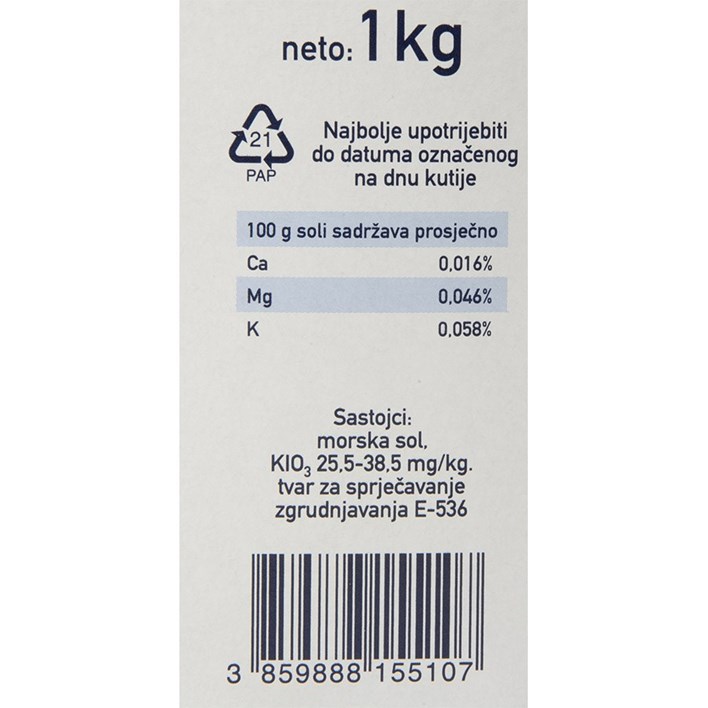 neto: 1 kg
21
PAP
Najbolje upotrijebiti
do datuma označenog
na dnu kutije
100 g soli sadržava prosječno
Ca 0,016%
Mg 0,046%
K 0,058%
Sastojci:
morska sol,
KIO₃ 25,5-38,5 mg/kg.
tvar za sprječavanje
zgrudnjavanja E-536
3 859888 155107